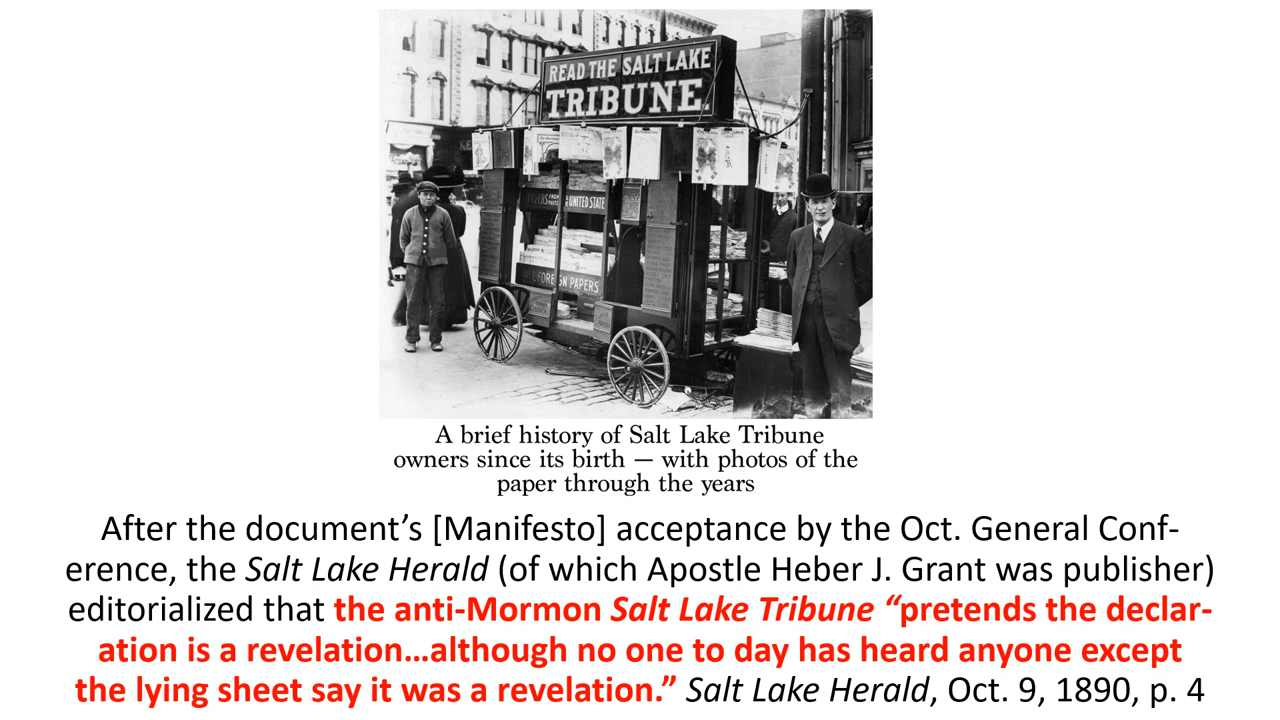 READ THE SALT LAKE
TRIBUNE.
UNITED STATE
FOREIGN PAPERS
A brief history of Salt Lake Tribune
owners since its birth — with photos of the
paper through the years
After the document’s [Manifesto] acceptance by the Oct. General Conf-
erence, the Salt Lake Herald (of which Apostle Heber J. Grant was publisher)
editorialized that the anti-Mormon Salt Lake Tribune “pretends the declar-
ation is a revelation…although no one to day has heard anyone except
the lying sheet say it was a revelation.” Salt Lake Herald, Oct. 9, 1890, p. 4